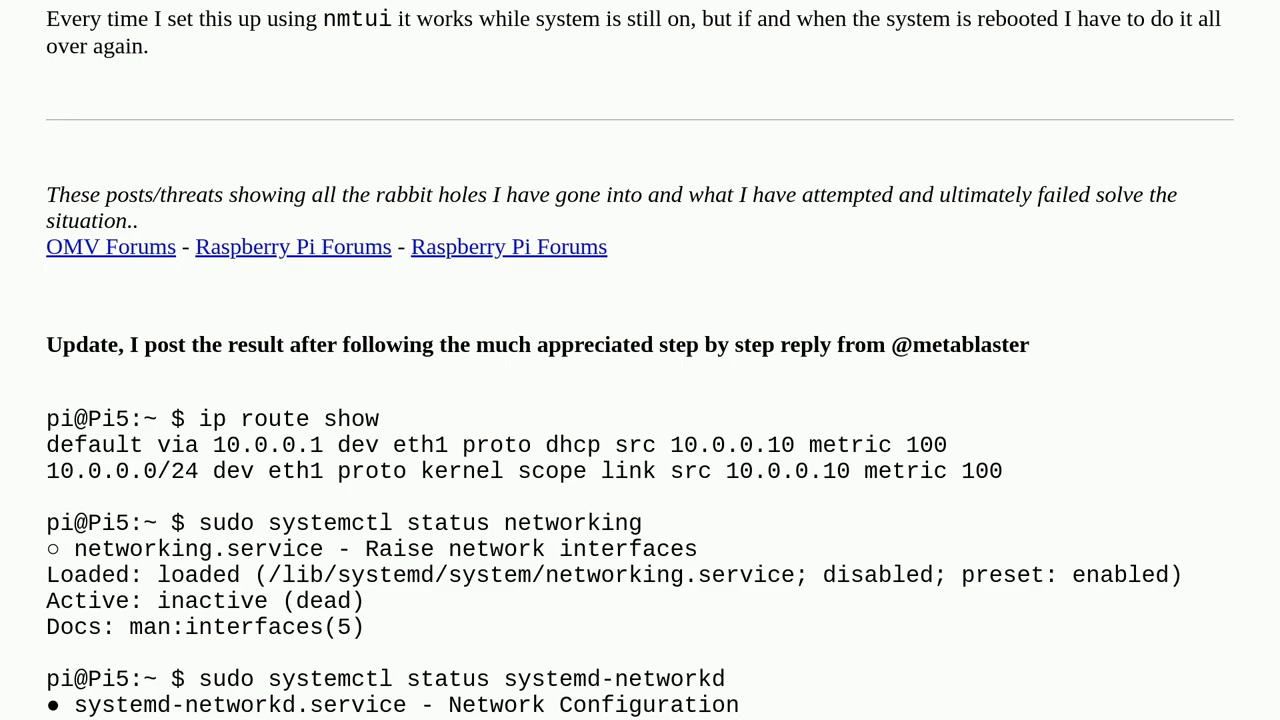 Every time I set this up using nmtui it works while system is still on, but if and when the system is rebooted I have to do it all
over again.
These posts/threats showing all the rabbit holes I have gone into and what I have attempted and ultimately failed solve the
situation..
OMV Forums - Raspberry Pi Forums - Raspberry Pi Forums
Update, I post the result after following the much appreciated step by step reply from @metablaster
pi@Pi5:~ $ ip route show
default via 10.0.0.1 dev eth1 proto dhcp src 10.0.0.10 metric 100
10.0.0.0/24 dev eth1 proto kernel scope link src 10.0.0.10 metric 100
pi@Pi5:~ $ sudo systemctl status networking
○ networking.service - Raise network interfaces
Loaded: loaded (/lib/systemd/system/networking.service; disabled; preset: enabled)
Active: inactive (dead)
Docs: man:interfaces(5)
pi@Pi5:~ $ sudo systemctl status systemd-networkd
● systemd-networkd.service - Network Configuration